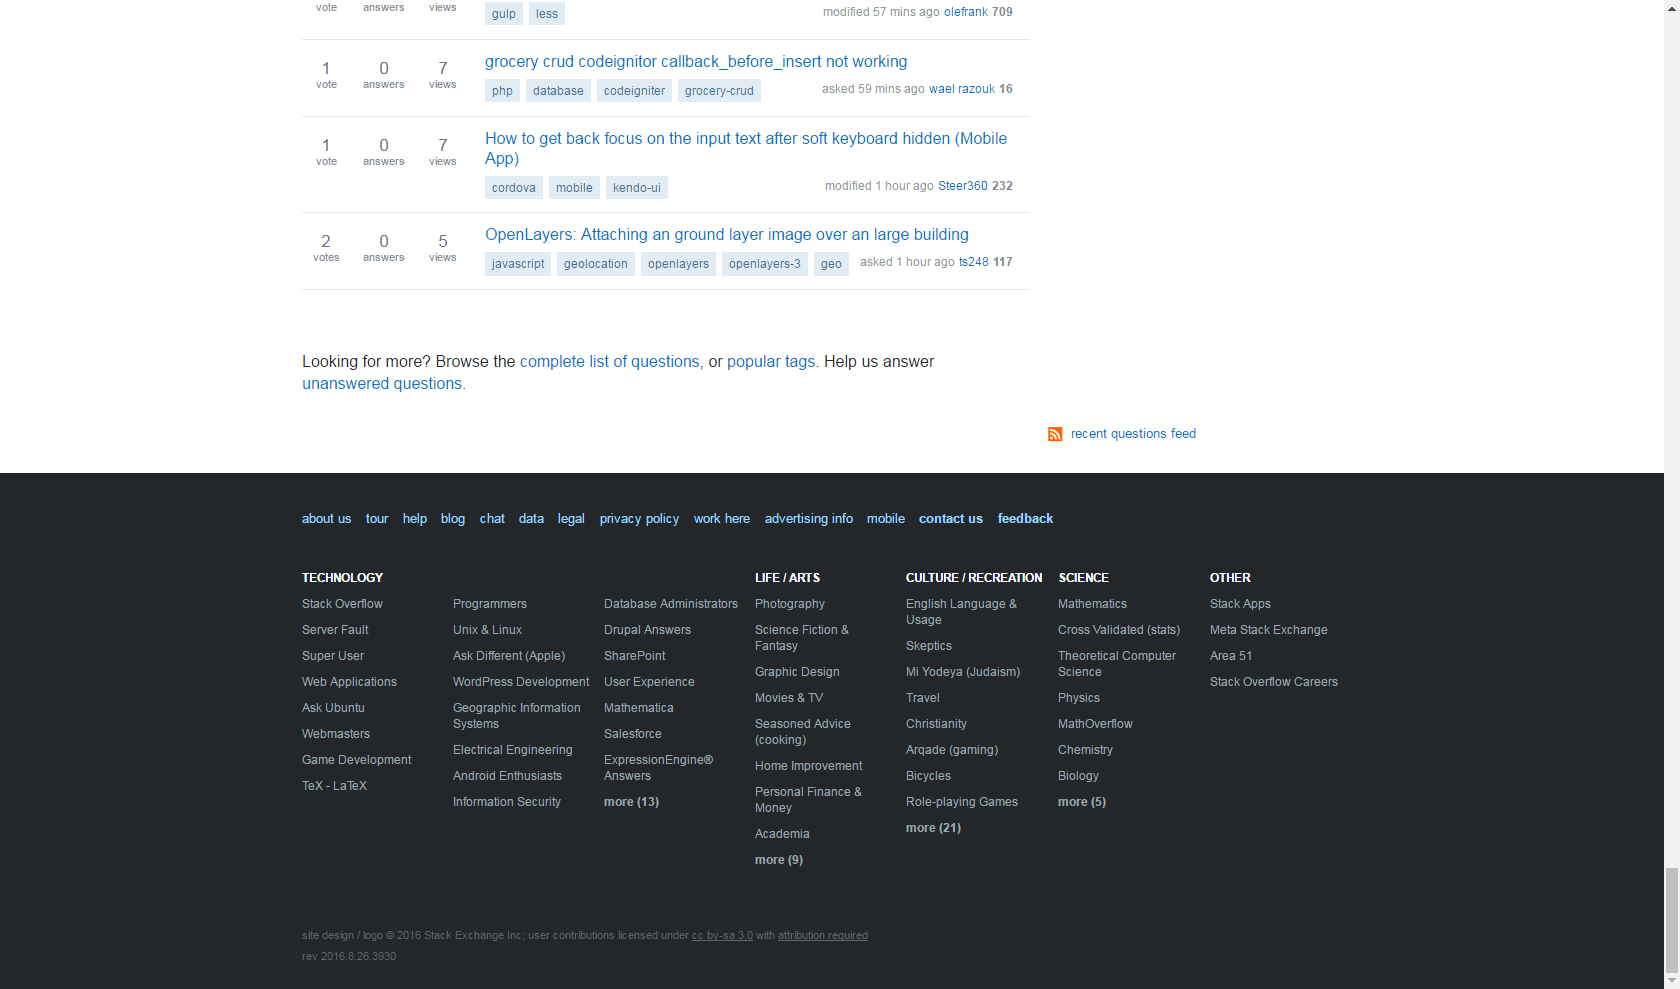 vote answers views
gulp less modified 57 mins ago olefrank 709
1 0 7 grocery crud codeignitor callback_before_insert not working
vote answers views php database codeigniter grocery-crud asked 59 mins ago wael razouk 16
1 0 7 How to get back focus on the input text after soft keyboard hidden (Mobile
vote answers views App)
cordova mobile kendo-ui modified 1 hour ago Steer360 232
2 0 5 OpenLayers: Attaching an ground layer image over an large building
votes answers views javascript geolocation openlayers openlayers-3 geo asked 1 hour ago ts248 117
Looking for more? Browse the complete list of questions, or popular tags. Help us answer
unanswered questions.
recent questions feed
about us tour help blog chat data legal privacy policy work here advertising info mobile contact us feedback
TECHNOLOGY
Stack Overflow
Server Fault
Super User
Web Applications
Ask Ubuntu
Webmasters
Game Development
TeX - LaTeX
Programmers
Unix & Linux
Ask Different (Apple)
WordPress Development
Geographic Information
Systems
Electrical Engineering
Android Enthusiasts
Information Security
Database Administrators
Drupal Answers
SharePoint
User Experience
Mathematica
Salesforce
ExpressionEngine®
Answers
more (13)
LIFE / ARTS
Photography
Science Fiction &
Fantasy
Graphic Design
Movies & TV
Seasoned Advice
(cooking)
Home Improvement
Personal Finance &
Money
Academia
more (9)
CULTURE / RECREATION
English Language &
Usage
Skeptics
Mi Yodeya (Judaism)
Travel
Christianity
Arqade (gaming)
Bicycles
Role-playing Games
more (21)
SCIENCE
Mathematics
Cross Validated (stats)
Theoretical Computer
Science
Physics
MathOverflow
Chemistry
Biology
more (5)
OTHER
Stack Apps
Meta Stack Exchange
Area 51
Stack Overflow Careers
site design / logo © 2016 Stack Exchange Inc; user contributions licensed under cc by-sa 3.0 with attribution required
rev 2016.8.26.3930